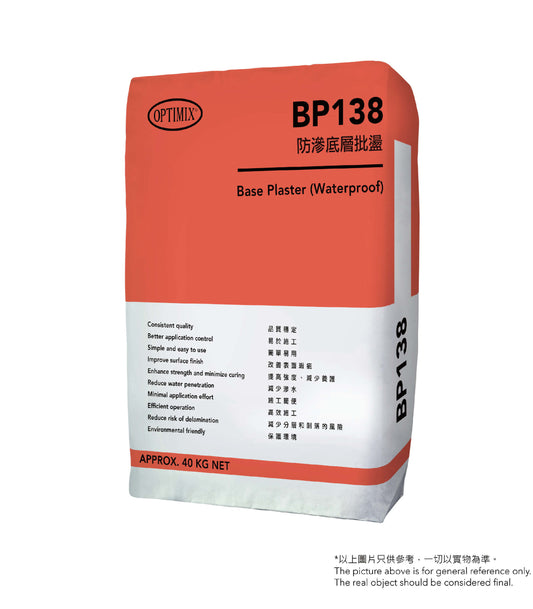 OPTIMIX®
BP138
防滲底層批盪
Base Plaster (Waterproof)
Consistent quality
Better application control
Simple and easy to use
Improve surface finish
Enhance strength and minimize curing
Reduce water penetration
Minimal application effort
Efficient operation
Reduce risk of delamination
Environmental friendly
品質穩定
易於施工
簡單易用
改善表面瑕疵
提高強度、減少養護
減少滲水
施工簡便
高效施工
減少分層和剝落的風險
保護環境
APPROX. 40 KG NET
BP138
*以上圖片只供參考、一切以實物為準。
The picture above is for general reference only.
The real object should be considered final.